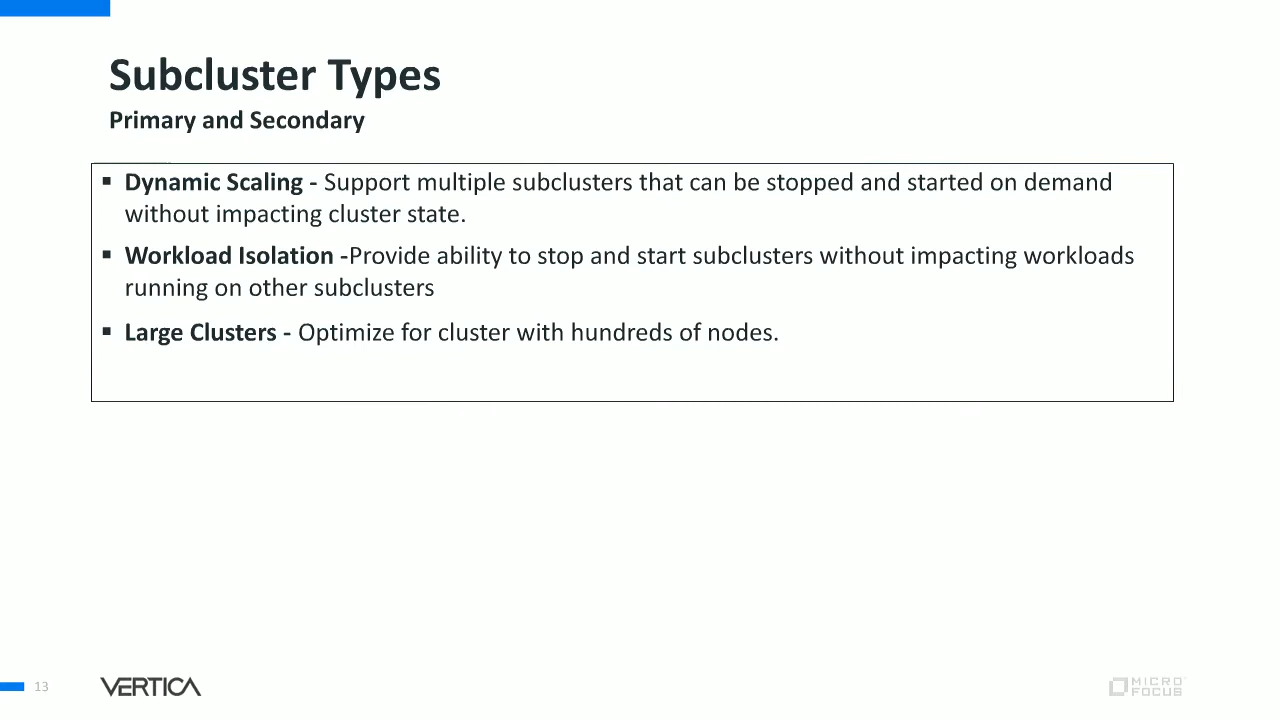 Subcluster Types
Primary and Secondary
▪ Dynamic Scaling - Support multiple subclusters that can be stopped and started on demand
without impacting cluster state.
▪ Workload Isolation -Provide ability to stop and start subclusters without impacting workloads
running on other subclusters
▪ Large Clusters - Optimize for cluster with hundreds of nodes.
13
VERTICA
MICRO
FOCUS